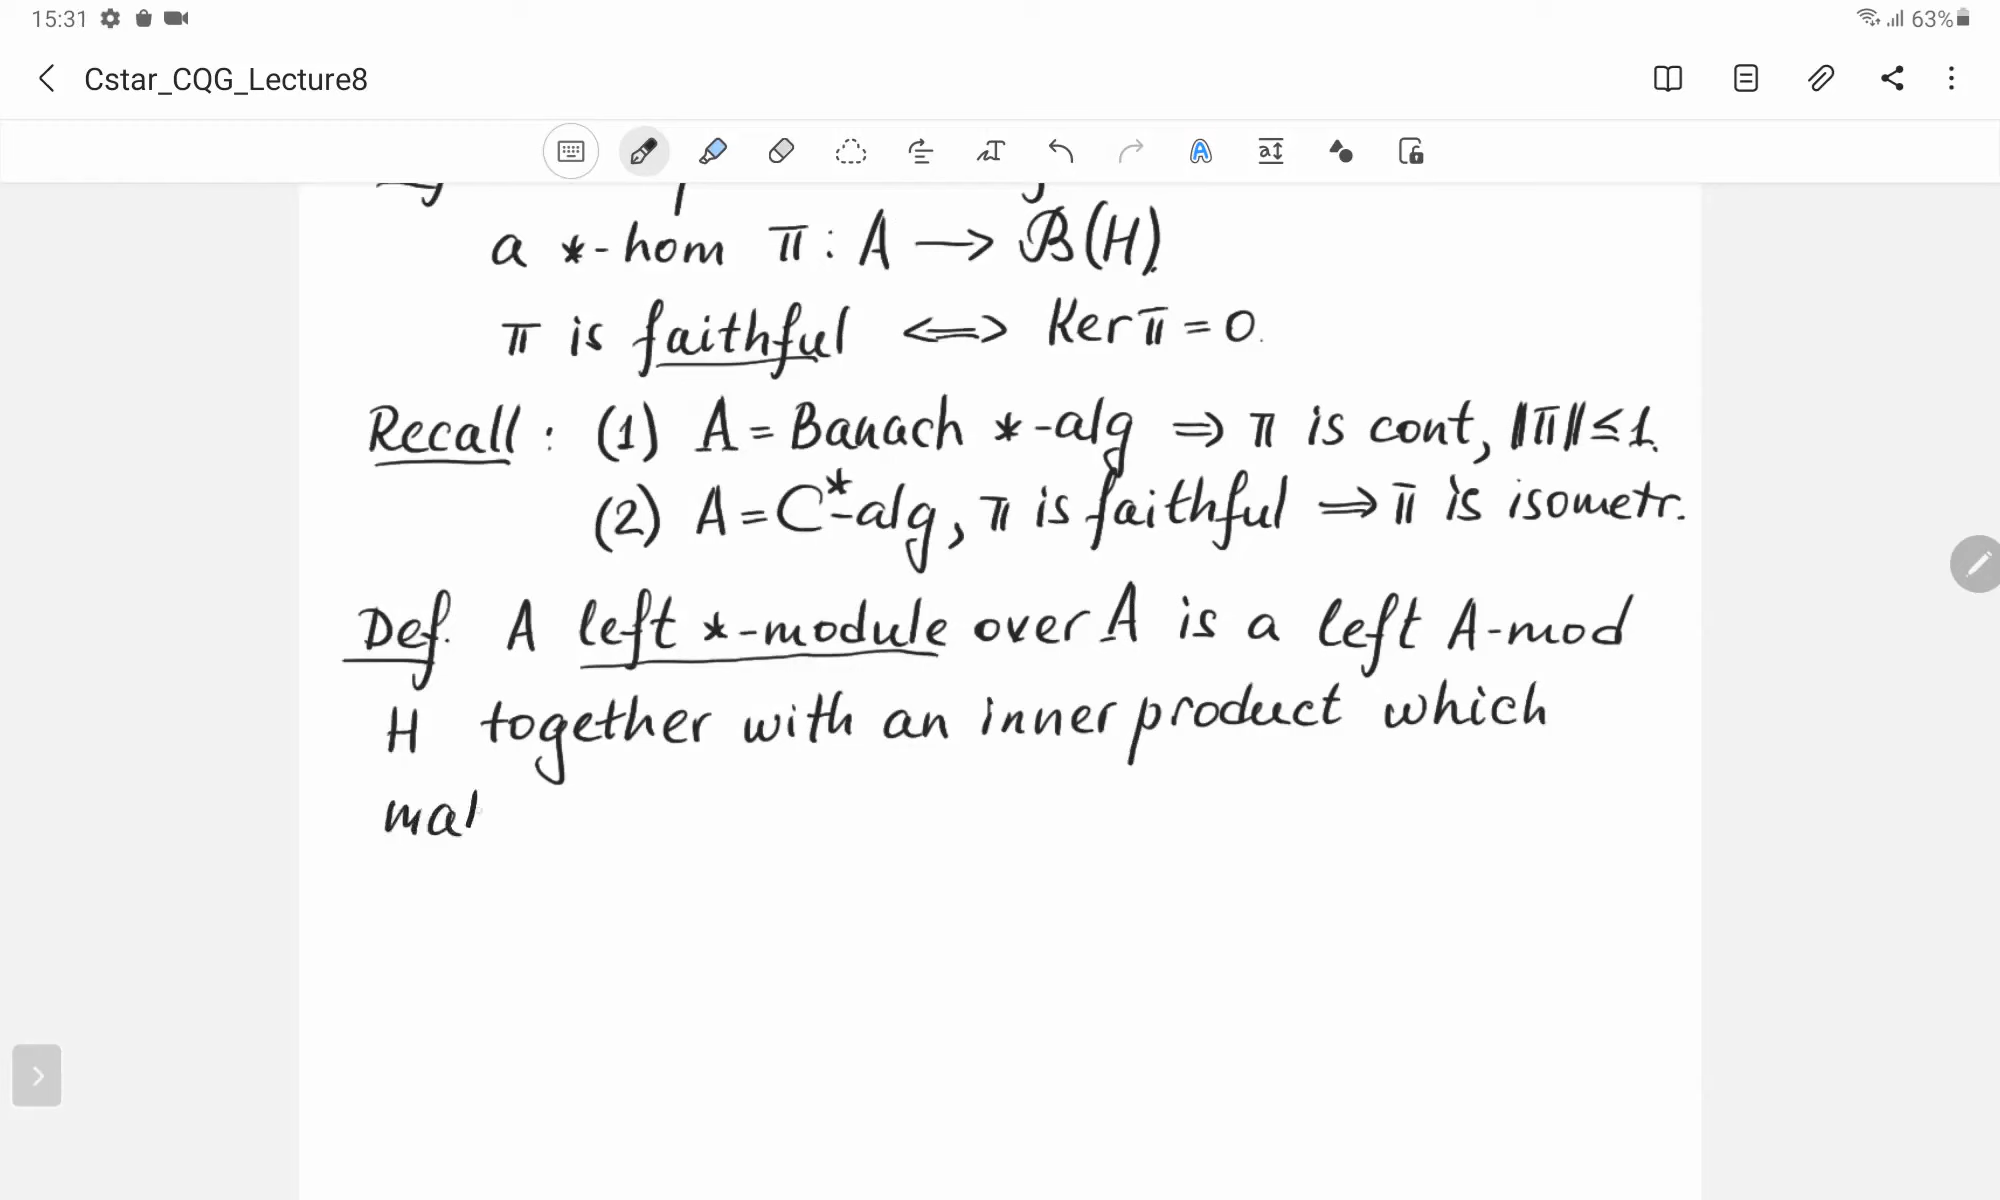 15:31 63%
Cstar_CQG_Lecture8
a *-hom π : A → B(H).
π is faithful ⟺ Ker π = 0.
Recall : (1) A = Banach *-alg ⇒ π is cont, ‖π‖ ≤ 1.
(2) A = C*-alg, π is faithful ⇒ π is isometr.
Def. A left *-module over A is a left A-mod
H together with an inner product which
mak